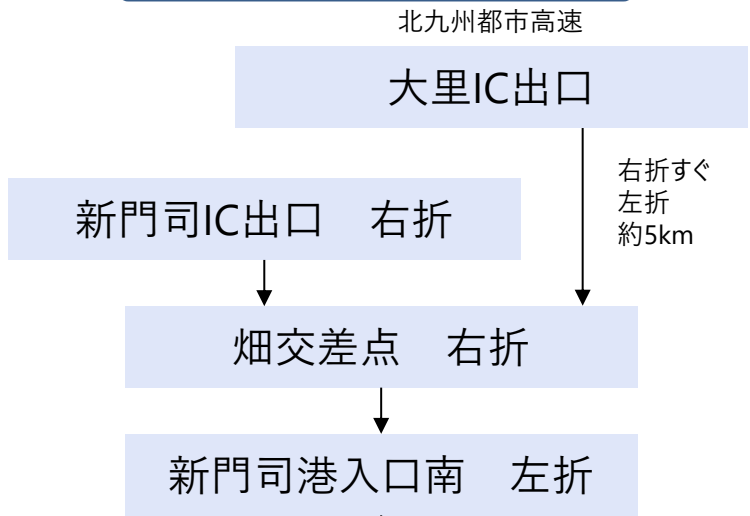 北九州都市高速
大里IC出口
右折すぐ
左折
約5km
新門司IC出口　右折
畑交差点　右折
新門司港入口南　左折